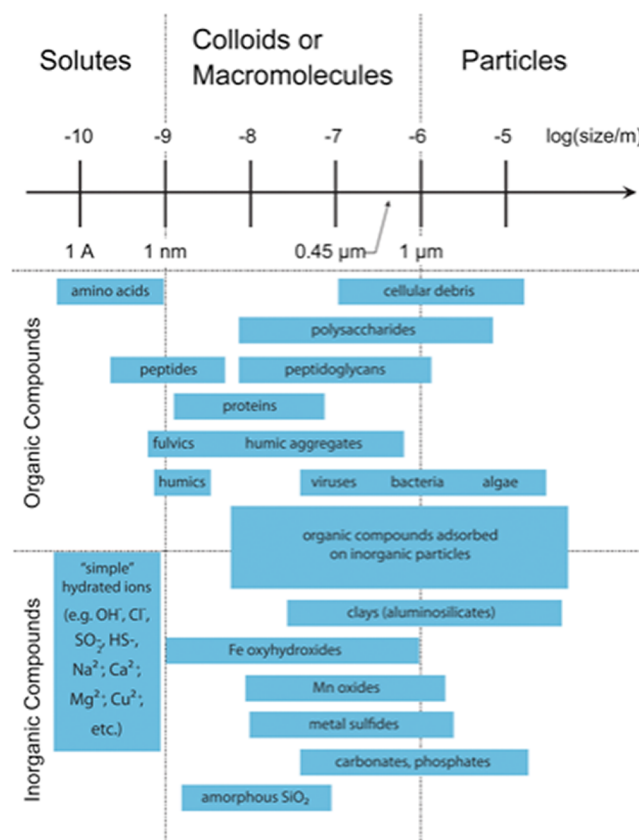 Solutes
Colloids or
Macromolecules
Particles
-10 -9 -8 -7 -6 -5 log(size/m)
1 A 1 nm 0.45 µm 1 µm
Organic Compounds
amino acids cellular debris
polysaccharides
peptides peptidoglycans
proteins
fulvics humic aggregates
humics viruses bacteria algae
organic compounds adsorbed
on inorganic particles
Inorganic Compounds
"simple"
hydrated ions
(e.g. OH⁻, Cl⁻,
SO₂⁻, HS-,
Na²⁺; Ca²⁺;
Mg²⁺; Cu²⁺;
etc.)
clays (aluminosilicates)
Fe oxyhydroxides
Mn oxides
metal sulfides
carbonates, phosphates
amorphous SiO₂